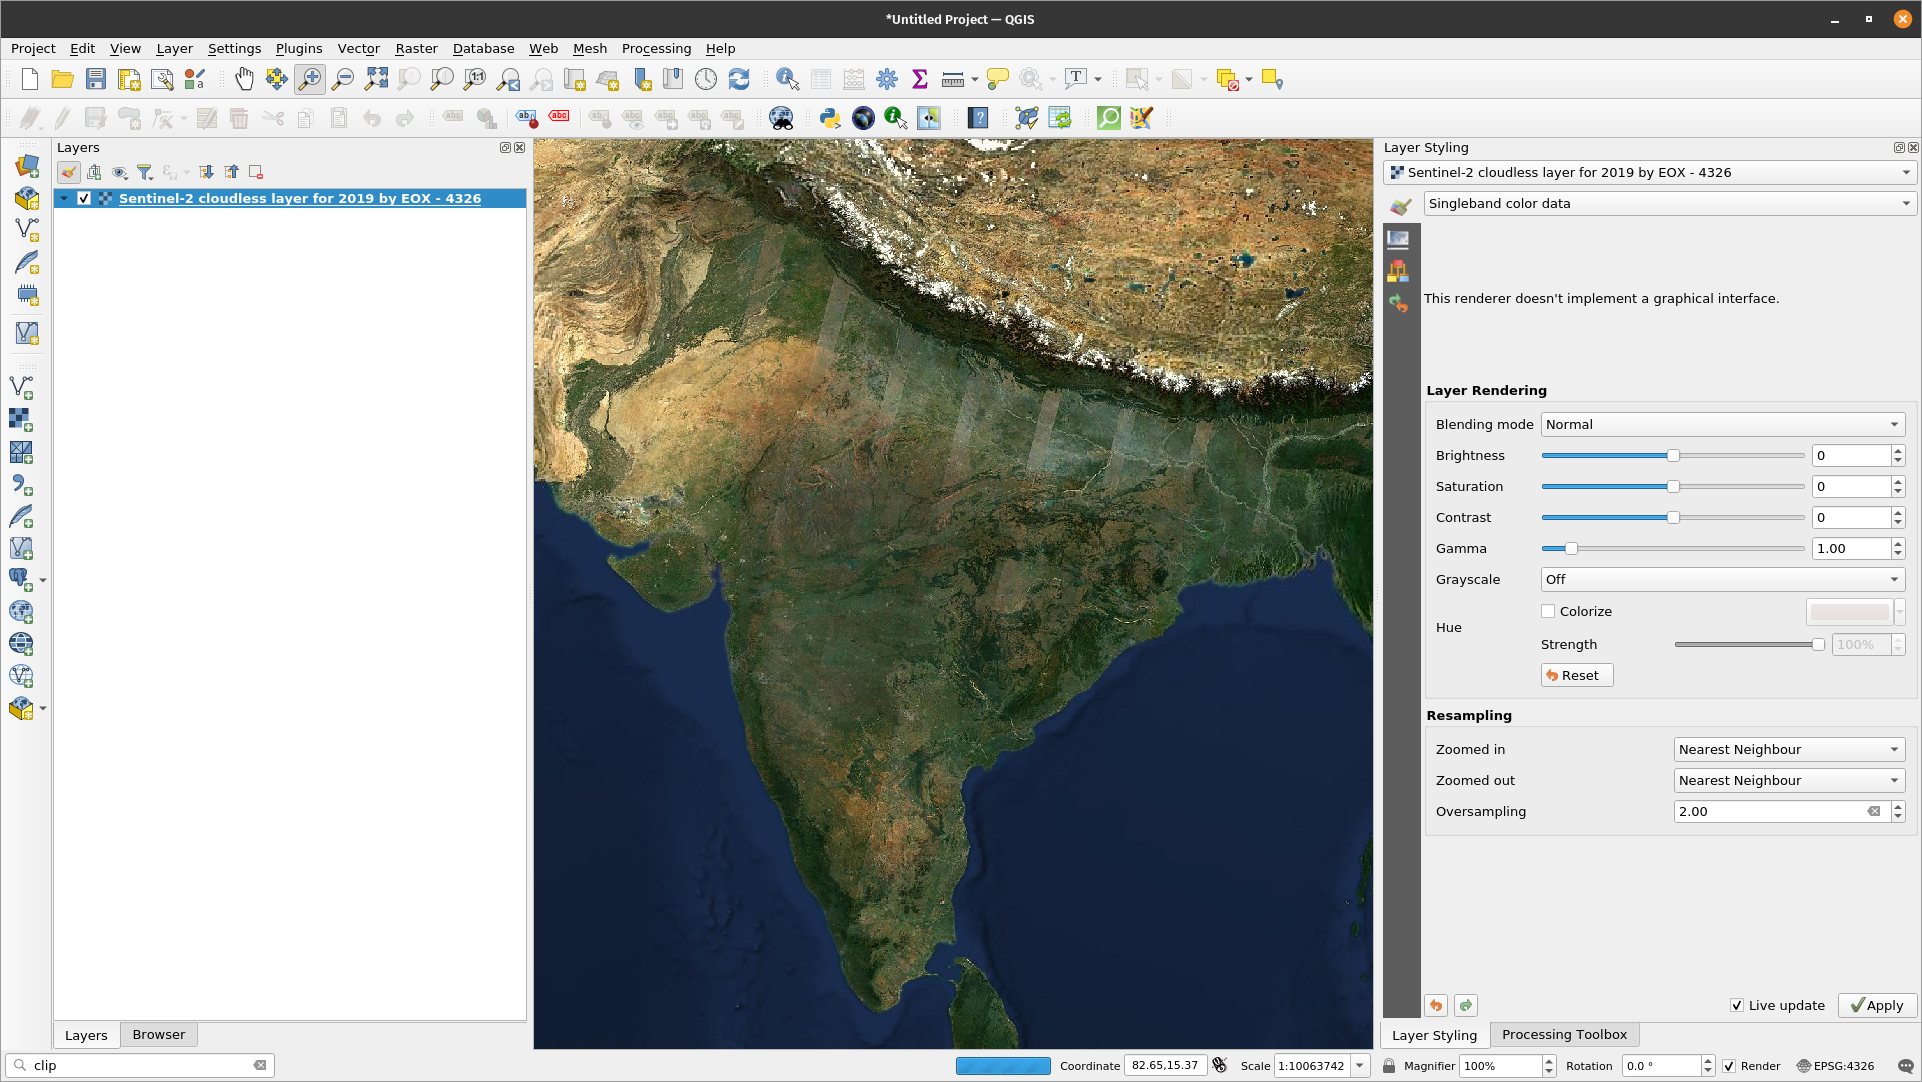 *Untitled Project — QGIS
Project Edit View Layer Settings Plugins Vector Raster Database Web Mesh Processing Help
Layers
Sentinel-2 cloudless layer for 2019 by EOX - 4326
Layers Browser
clip
Layer Styling
Sentinel-2 cloudless layer for 2019 by EOX - 4326
Singleband color data
This renderer doesn't implement a graphical interface.
Layer Rendering
Blending mode Normal
Brightness 0
Saturation 0
Contrast 0
Gamma 1.00
Grayscale Off
Hue
Colorize
Strength 100%
Reset
Resampling
Zoomed in Nearest Neighbour
Zoomed out Nearest Neighbour
Oversampling 2.00
Live update Apply
Layer Styling Processing Toolbox
Coordinate 82.65,15.37 Scale 1:10063742 Magnifier 100% Rotation 0.0 ° Render EPSG:4326